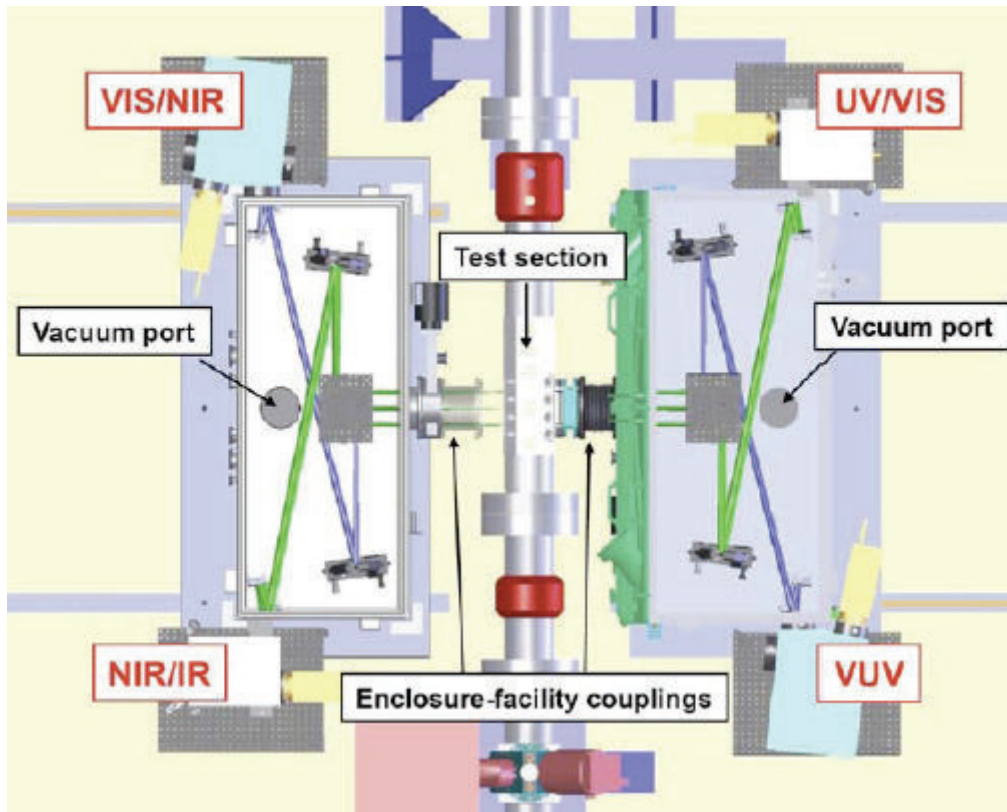 VIS/NIR
UV/VIS
Test section
Vacuum port
Vacuum port
NIR/IR
Enclosure-facility couplings
VUV